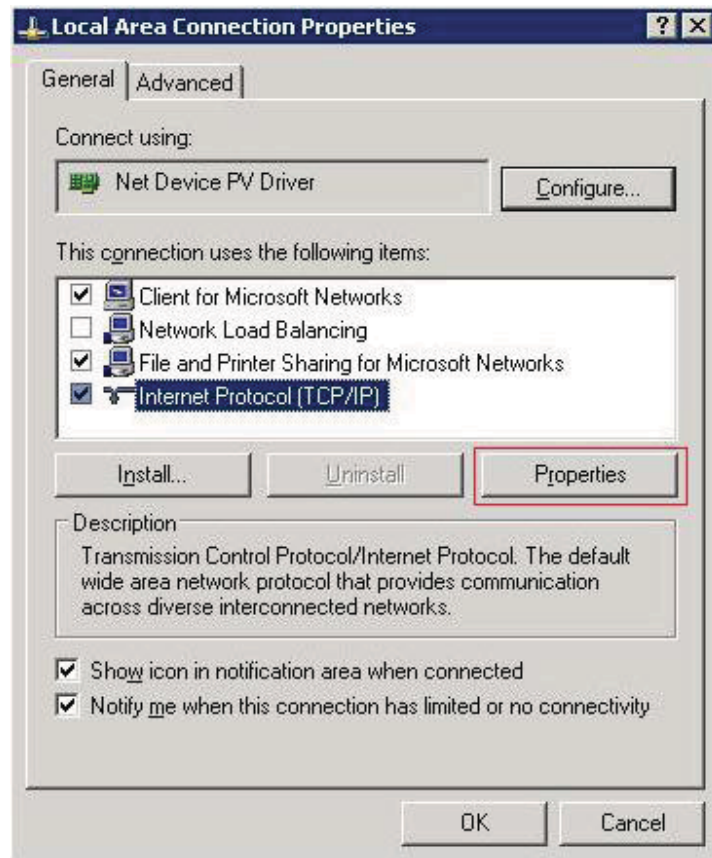 Local Area Connection Properties
General
Advanced
Connect using:
Net Device PV Driver
Configure...
This connection uses the following items:
Client for Microsoft Networks
Network Load Balancing
File and Printer Sharing for Microsoft Networks
Internet Protocol (TCP/IP)
Install...
Uninstall
Properties
Description
Transmission Control Protocol/Internet Protocol. The default
wide area network protocol that provides communication
across diverse interconnected networks.
Show icon in notification area when connected
Notify me when this connection has limited or no connectivity
OK
Cancel